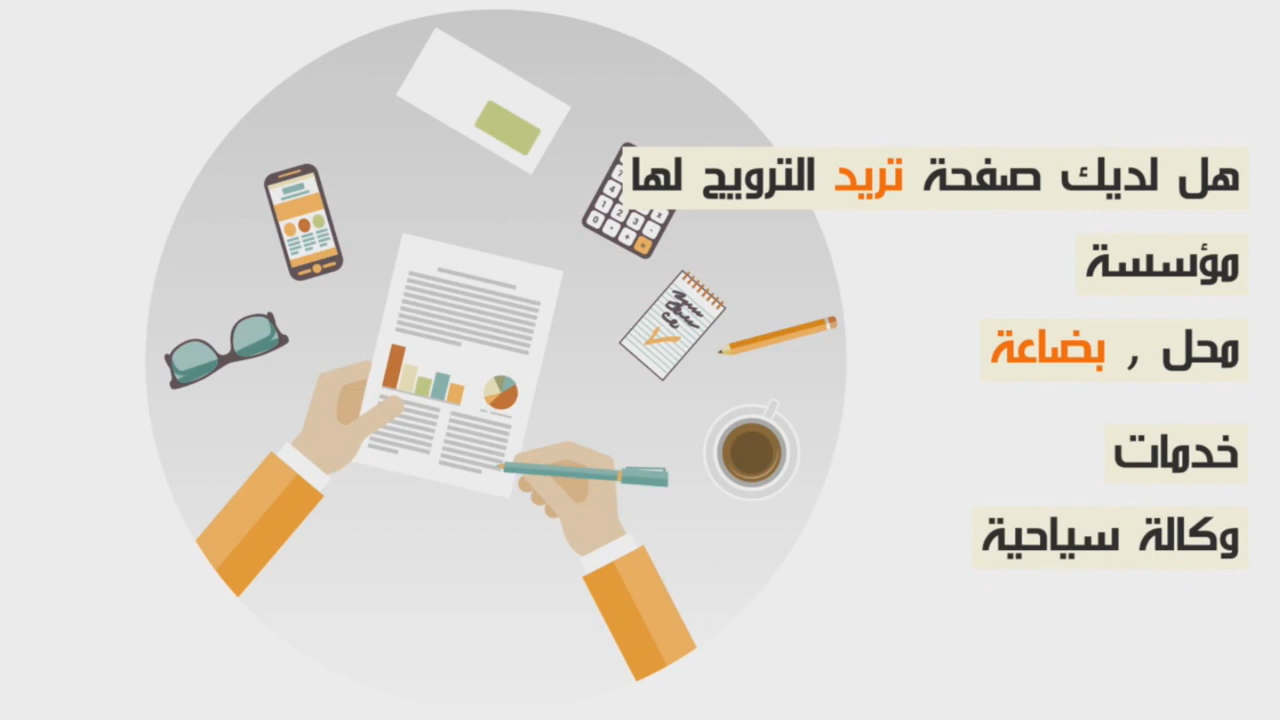 هل لديك صفحة تريد الترويج لها
مؤسسة
محل , بضاعة
خدمات
وكالة سياحية